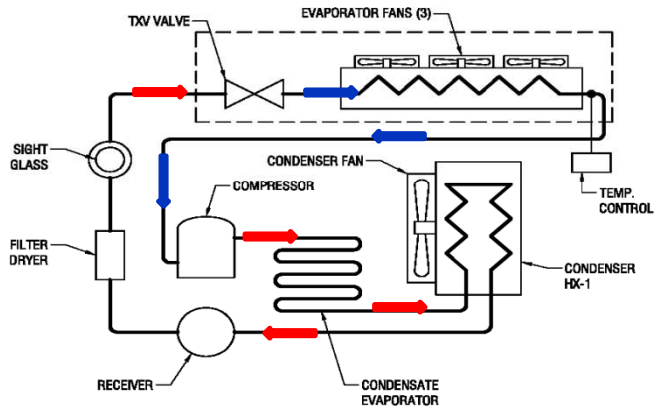 TXV VALVE
EVAPORATOR FANS (3)
SIGHT
GLASS
CONDENSER FAN
COMPRESSOR
TEMP.
CONTROL
FILTER
DRYER
CONDENSER
HX-1
RECEIVER
CONDENSATE
EVAPORATOR